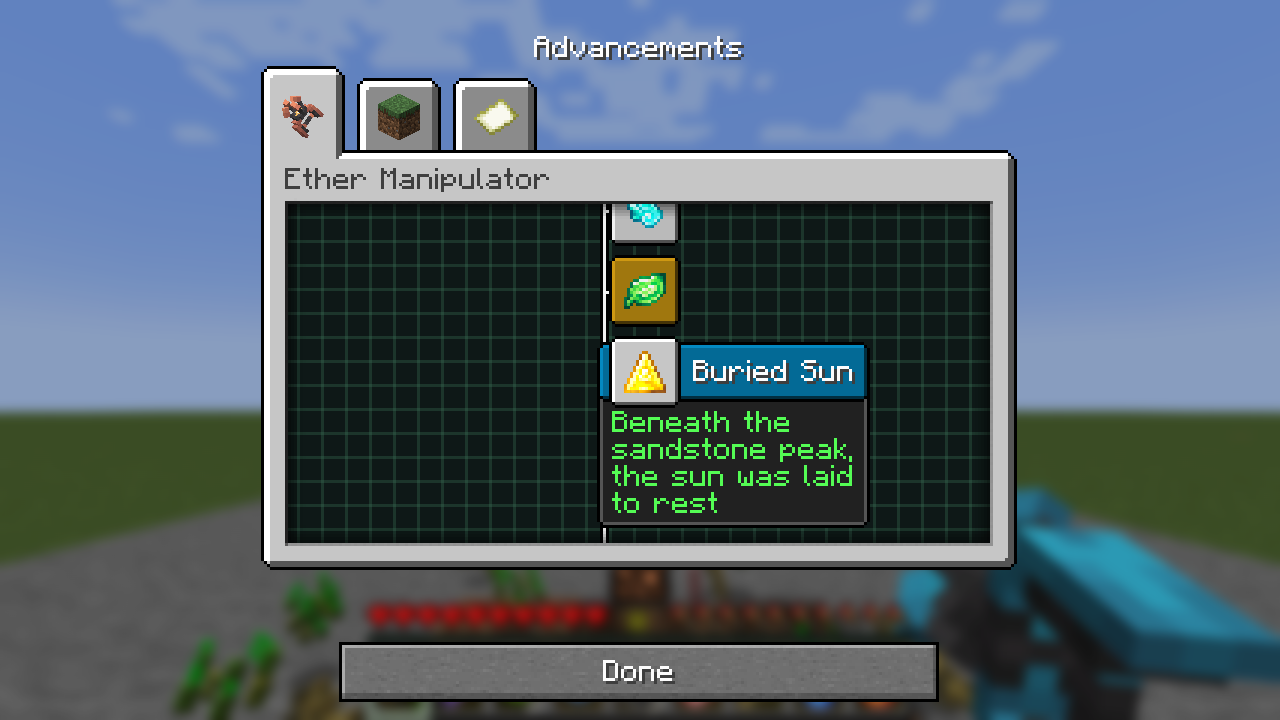 Advancements
Ether Manipulator
Buried Sun
Beneath the
sandstone peak,
the sun was laid
to rest
Done